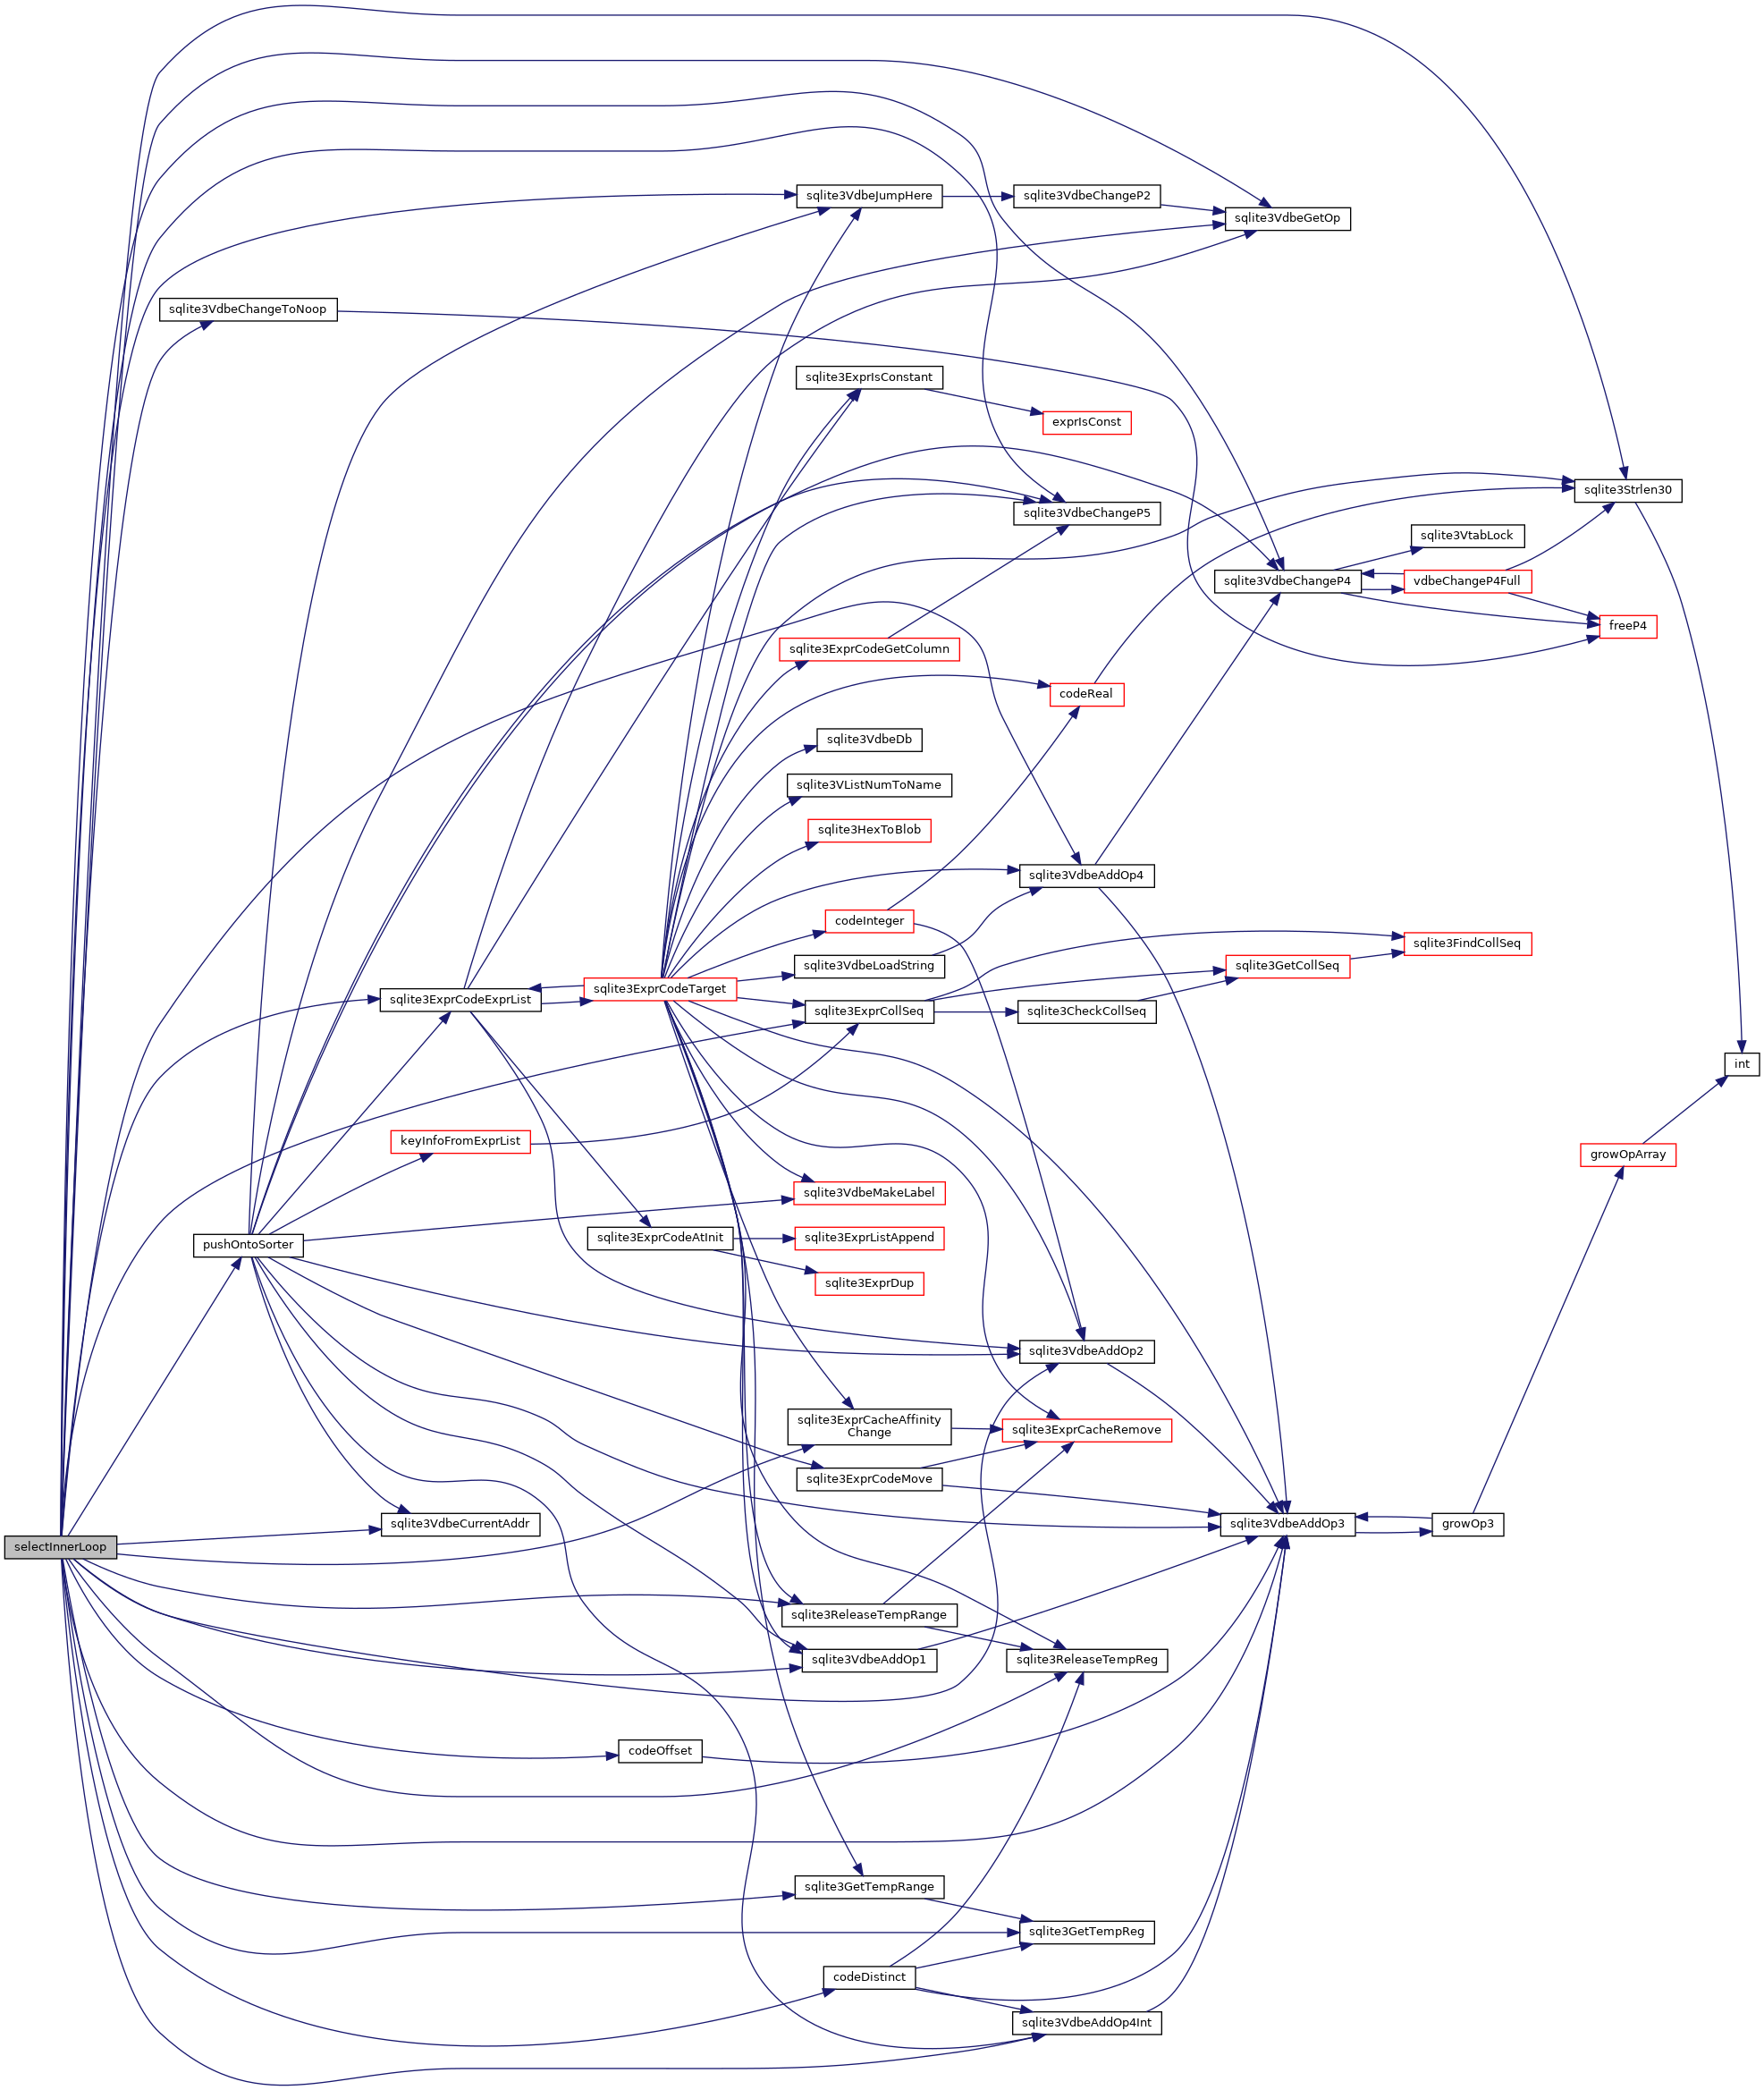 sqlite3VdbeJumpHere
sqlite3VdbeChangeP2
sqlite3VdbeGetOp
sqlite3VdbeChangeToNoop
sqlite3ExprIsConstant
exprIsConst
sqlite3Strlen30
sqlite3VdbeChangeP5
sqlite3VtabLock
sqlite3VdbeChangeP4
vdbeChangeP4Full
freeP4
sqlite3ExprCodeGetColumn
codeReal
sqlite3VdbeDb
sqlite3VListNumToName
sqlite3HexToBlob
sqlite3VdbeAddOp4
codeInteger
sqlite3FindCollSeq
sqlite3VdbeLoadString
sqlite3GetCollSeq
sqlite3ExprCodeTarget
sqlite3ExprCodeExprList
sqlite3ExprCollSeq
sqlite3CheckCollSeq
int
keyInfoFromExprList
growOpArray
sqlite3VdbeMakeLabel
pushOntoSorter
sqlite3ExprCodeAtInit
sqlite3ExprListAppend
sqlite3ExprDup
sqlite3VdbeAddOp2
sqlite3ExprCacheAffinity
Change
sqlite3ExprCacheRemove
sqlite3ExprCodeMove
sqlite3VdbeCurrentAddr
sqlite3VdbeAddOp3
growOp3
selectInnerLoop
sqlite3ReleaseTempRange
sqlite3VdbeAddOp1
sqlite3ReleaseTempReg
codeOffset
sqlite3GetTempRange
sqlite3GetTempReg
codeDistinct
sqlite3VdbeAddOp4Int